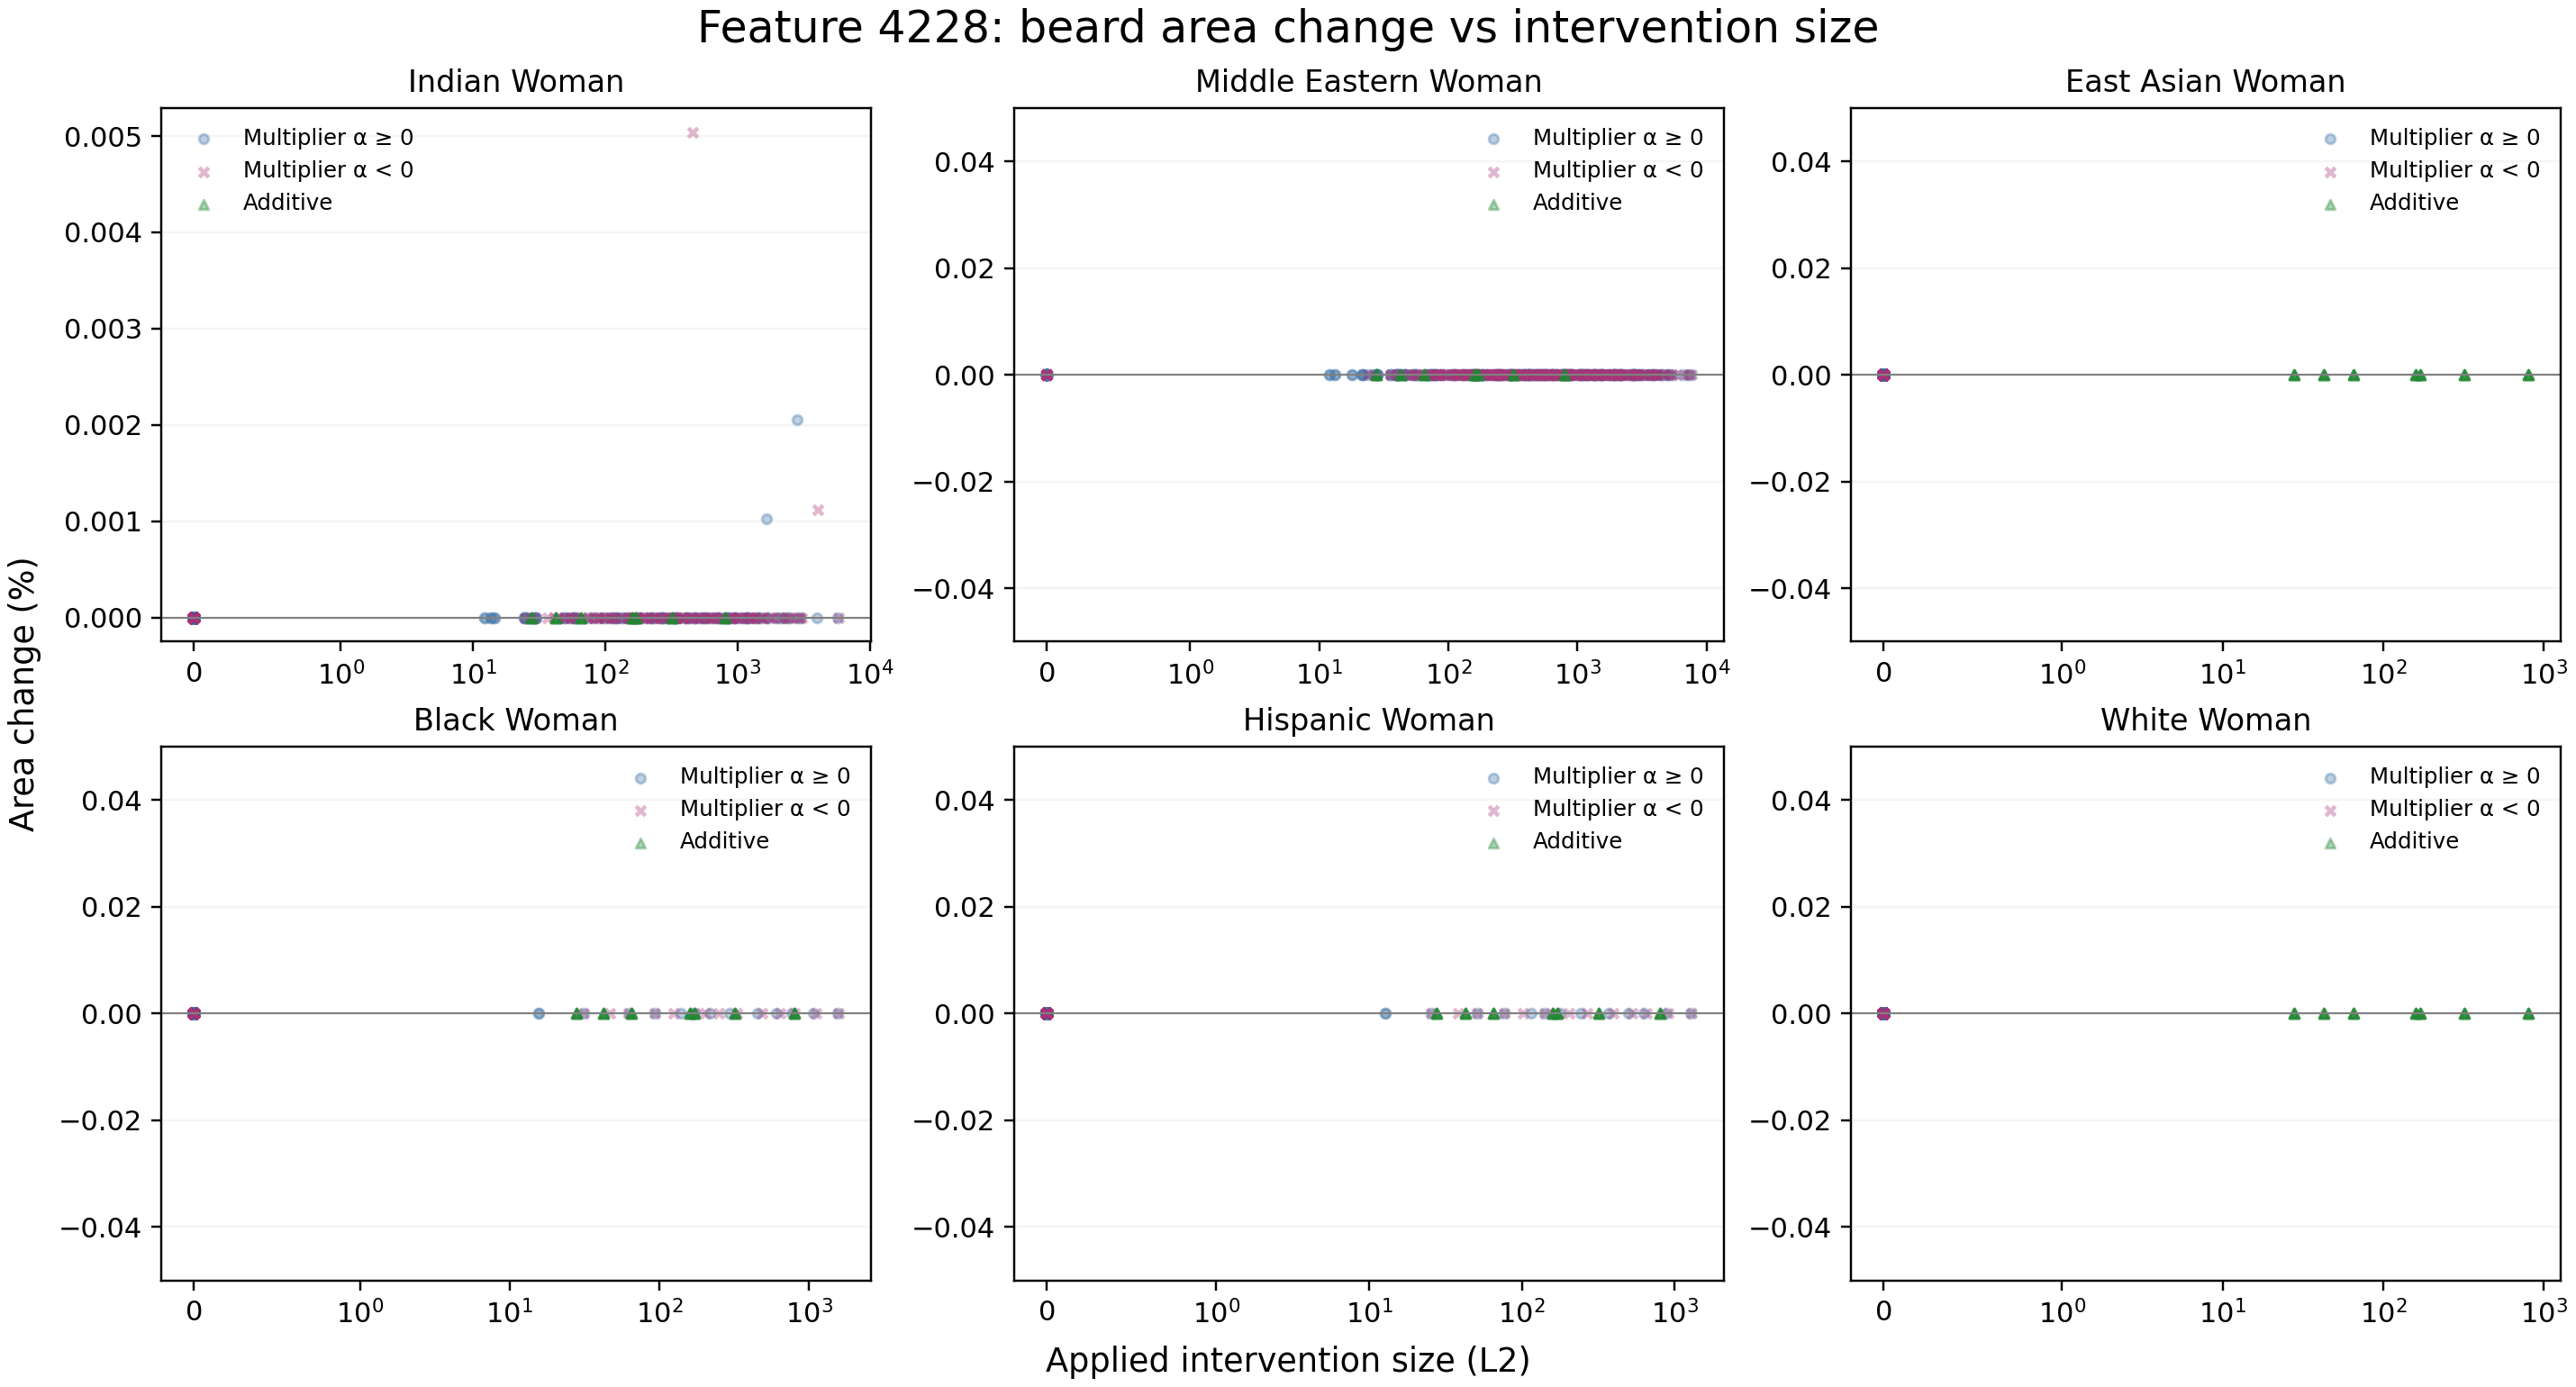 Feature 4228: beard area change vs intervention size
Indian Woman
Middle Eastern Woman
East Asian Woman
Area change (%)
0.005
0.004
0.003
0.002
0.001
0.000
Multiplier α ≥ 0
Multiplier α < 0
Additive
0 10⁰ 10¹ 10² 10³ 10⁴
0.04
0.02
0.00
−0.02
−0.04
Multiplier α ≥ 0
Multiplier α < 0
Additive
0 10⁰ 10¹ 10² 10³ 10⁴
0.04
0.02
0.00
−0.02
−0.04
Multiplier α ≥ 0
Multiplier α < 0
Additive
0 10⁰ 10¹ 10² 10³
Black Woman
Hispanic Woman
White Woman
0.04
0.02
0.00
−0.02
−0.04
Multiplier α ≥ 0
Multiplier α < 0
Additive
0 10⁰ 10¹ 10² 10³
0.04
0.02
0.00
−0.02
−0.04
Multiplier α ≥ 0
Multiplier α < 0
Additive
0 10⁰ 10¹ 10² 10³
0.04
0.02
0.00
−0.02
−0.04
Multiplier α ≥ 0
Multiplier α < 0
Additive
0 10⁰ 10¹ 10² 10³
Applied intervention size (L2)